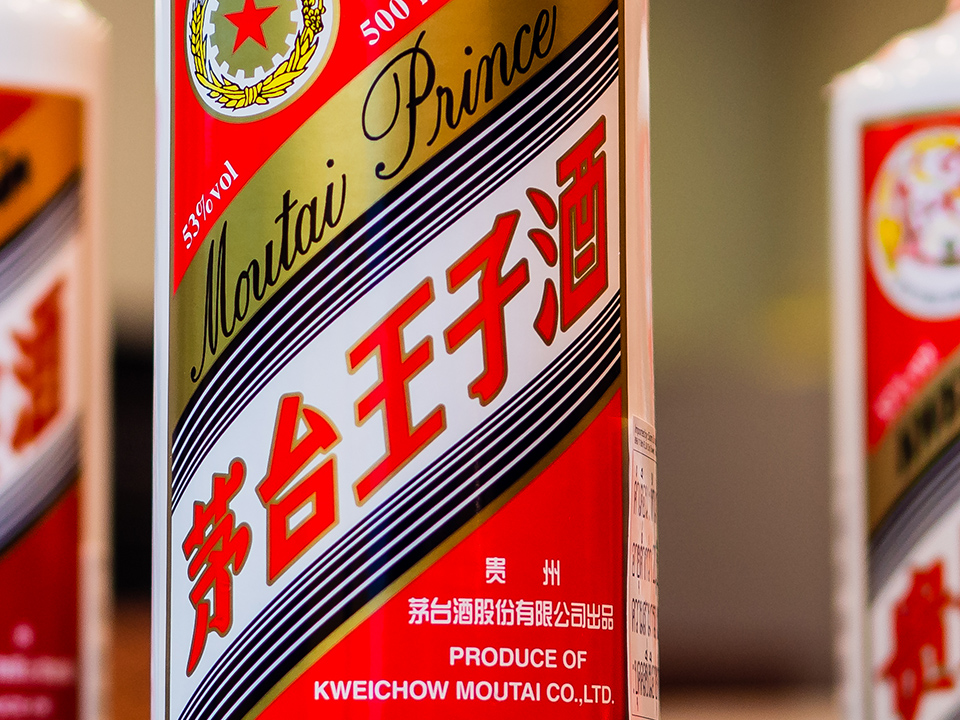 500
53%vol
Moutai Prince
茅台王子酒
贵 州
茅台酒股份有限公司出品
PRODUCE OF
KWEICHOW MOUTAI CO.,LTD.